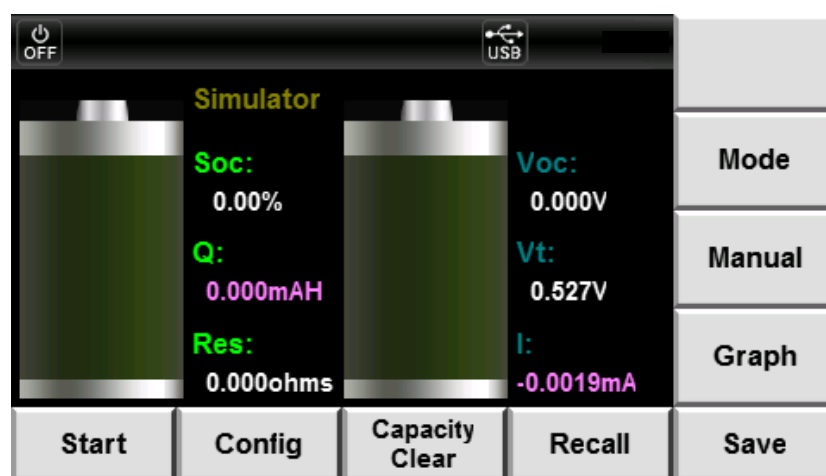 OFF
USB
Simulator
Soc:
0.00%
Q:
0.000mAH
Res:
0.000ohms
Voc:
0.000V
Vt:
0.527V
I:
-0.0019mA
Mode
Manual
Graph
Start
Config
Capacity
Clear
Recall
Save